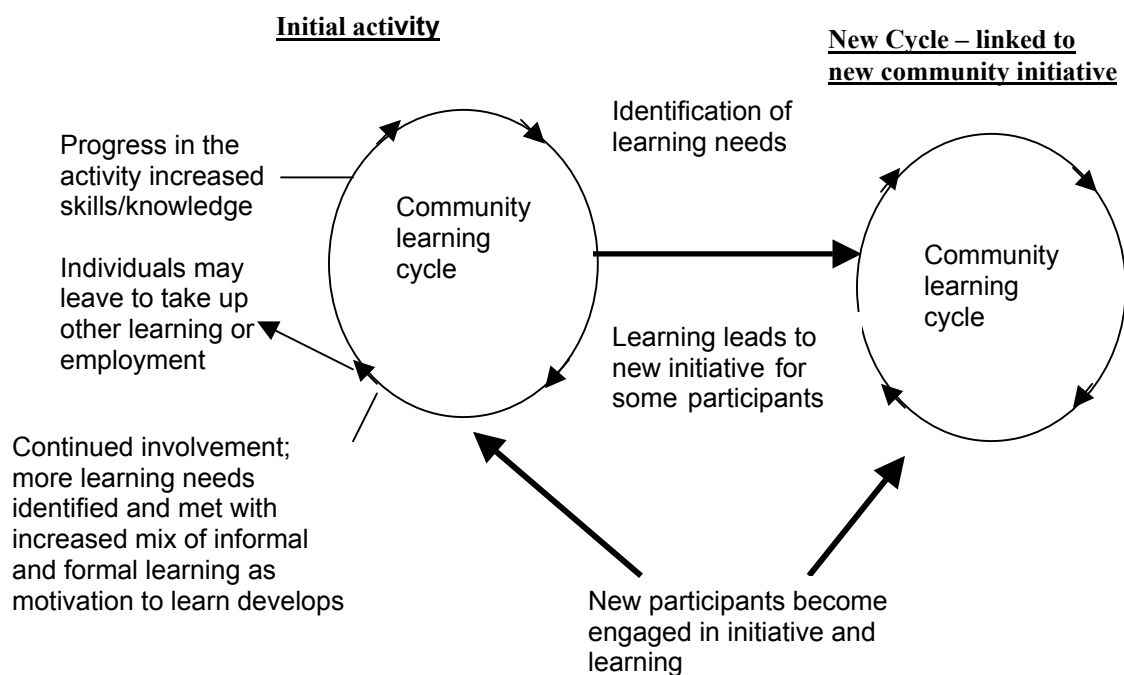 Initial activity
New Cycle – linked to
new community initiative
Identification of
learning needs
Progress in the
activity increased
skills/knowledge
Community
learning
cycle
Community
learning
cycle
Individuals may
leave to take up
other learning or
employment
Learning leads to
new initiative for
some participants
Continued involvement;
more learning needs
identified and met with
increased mix of informal
and formal learning as
motivation to learn develops
New participants become
engaged in initiative and
learning